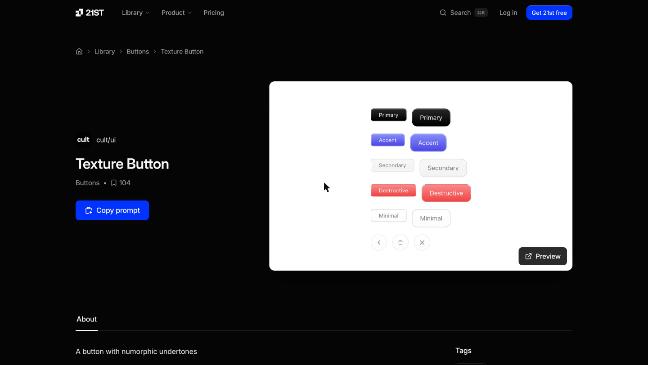 21ST
Library
Product
Pricing
Search
⌘K
Log in
Get 21st free
Library
Buttons
Texture Button
cult
cult/ui
Texture Button
Buttons • 104
Copy prompt
Primary
Primary
Accent
Accent
Secondary
Secondary
Destructive
Destructive
Minimal
Minimal
Preview
About
A button with numorphic undertones
Tags